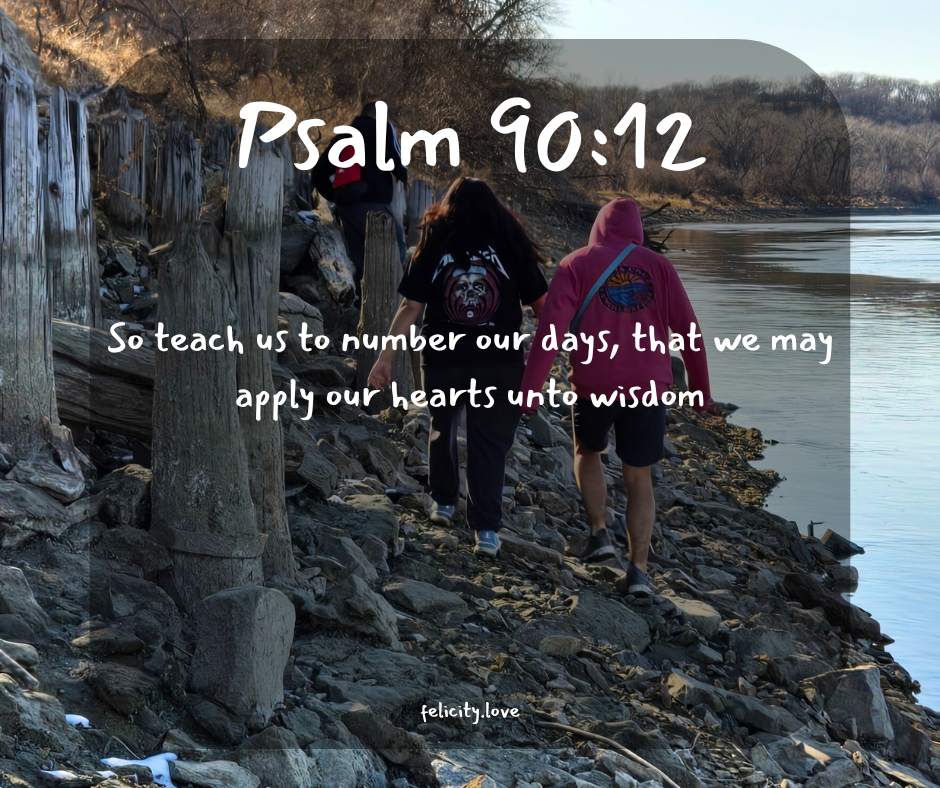 Psalm 90:12
So teach us to number our days, that we may
apply our hearts unto wisdom
felicity.love